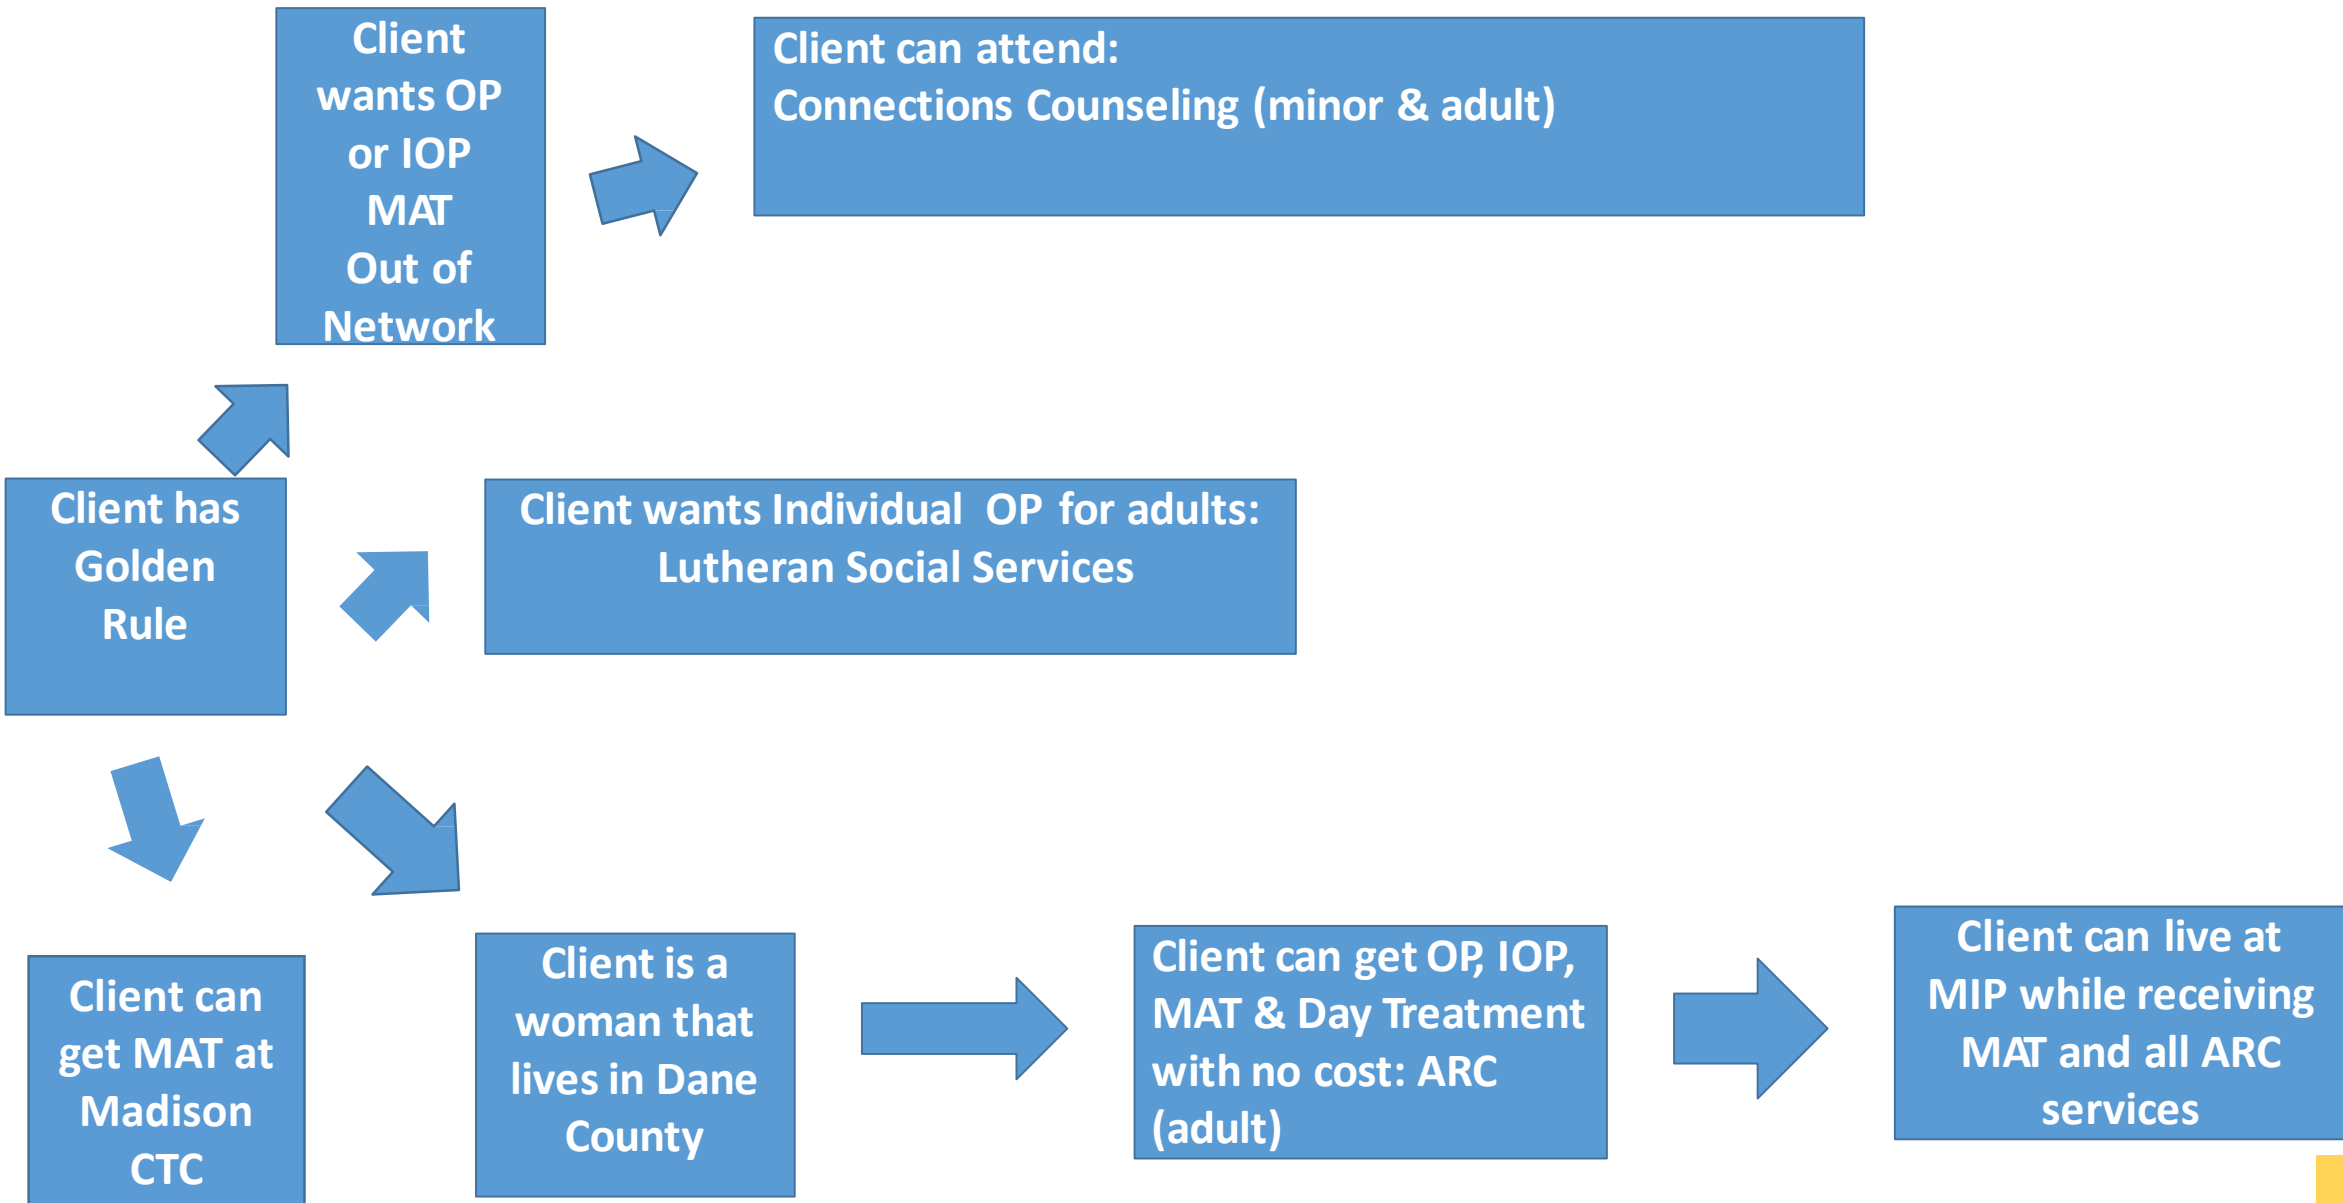 Client
wants OP
or IOP
MAT
Out of
Network
Client can attend:
Connections Counseling (minor & adult)
Client has
Golden
Rule
Client wants Individual OP for adults:
Lutheran Social Services
Client can
get MAT at
Madison
CTC
Client is a
woman that
lives in Dane
County
Client can get OP, IOP,
MAT & Day Treatment
with no cost: ARC
(adult)
Client can live at
MIP while receiving
MAT and all ARC
services